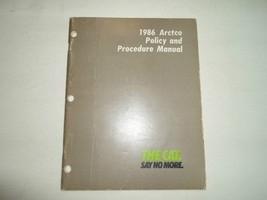 1986 Arctco
Policy and
Procedure Manual
THE CAT.
SAY NO MORE.